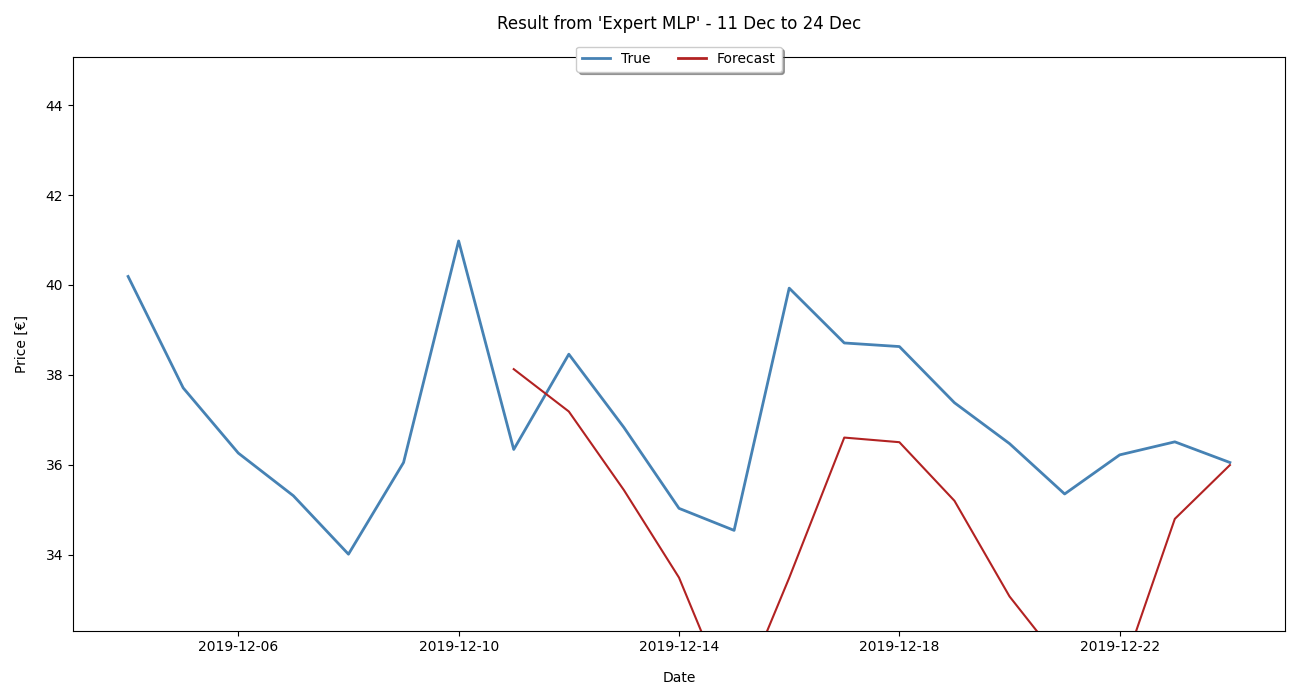 Result from 'Expert MLP' - 11 Dec to 24 Dec
True Forecast
44
42
40
38
36
34
Price [€]
2019-12-06 2019-12-10 2019-12-14 2019-12-18 2019-12-22
Date